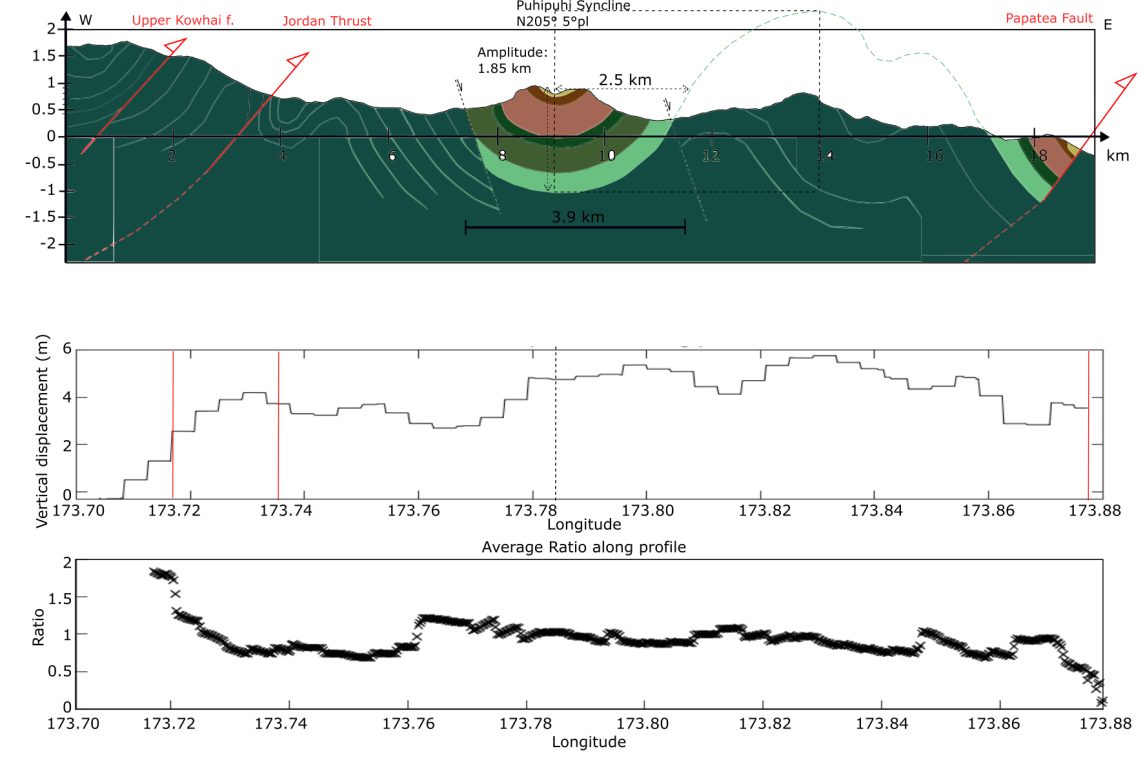 Puhipuhi Syncline
N205° 5°pl
W
Upper Kowhai f.
Jordan Thrust
Papatea Fault
E
Amplitude:
1.85 km
2.5 km
2
1.5
1
0.5
0
-0.5
-1
-1.5
-2
2
4
6
8
10
12
14
16
18
km
3.9 km
Vertical displacement (m)
6
4
2
0
173.70
173.72
173.74
173.76
173.78
173.80
173.82
173.84
173.86
173.88
Longitude
Average Ratio along profile
Ratio
2
1.5
1
0.5
0
173.70
173.72
173.74
173.76
173.78
173.80
173.82
173.84
173.86
173.88
Longitude